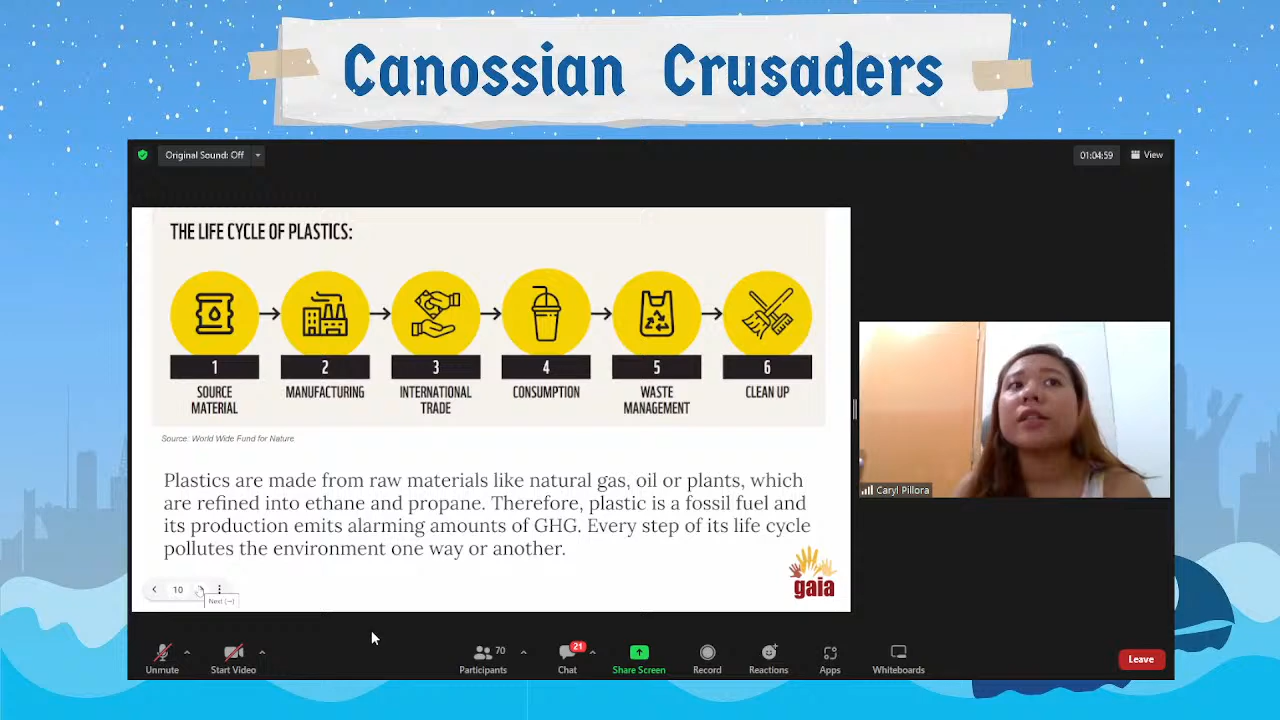 Canossian Crusaders
Original Sound: Off
01:04:59
View
THE LIFE CYCLE OF PLASTICS:
1
2
3
4
5
6
SOURCE
MATERIAL
MANUFACTURING
INTERNATIONAL
TRADE
CONSUMPTION
WASTE
MANAGEMENT
CLEAN UP
Source: World Wide Fund for Nature
Plastics are made from raw materials like natural gas, oil or plants, which
are refined into ethane and propane. Therefore, plastic is a fossil fuel and
its production emits alarming amounts of GHG. Every step of its life cycle
pollutes the environment one way or another.
gaia
10
Next (→)
Caryl Pillora
Unmute
Start Video
70
Participants
21
Chat
Share Screen
Record
Reactions
Apps
Whiteboards
Leave